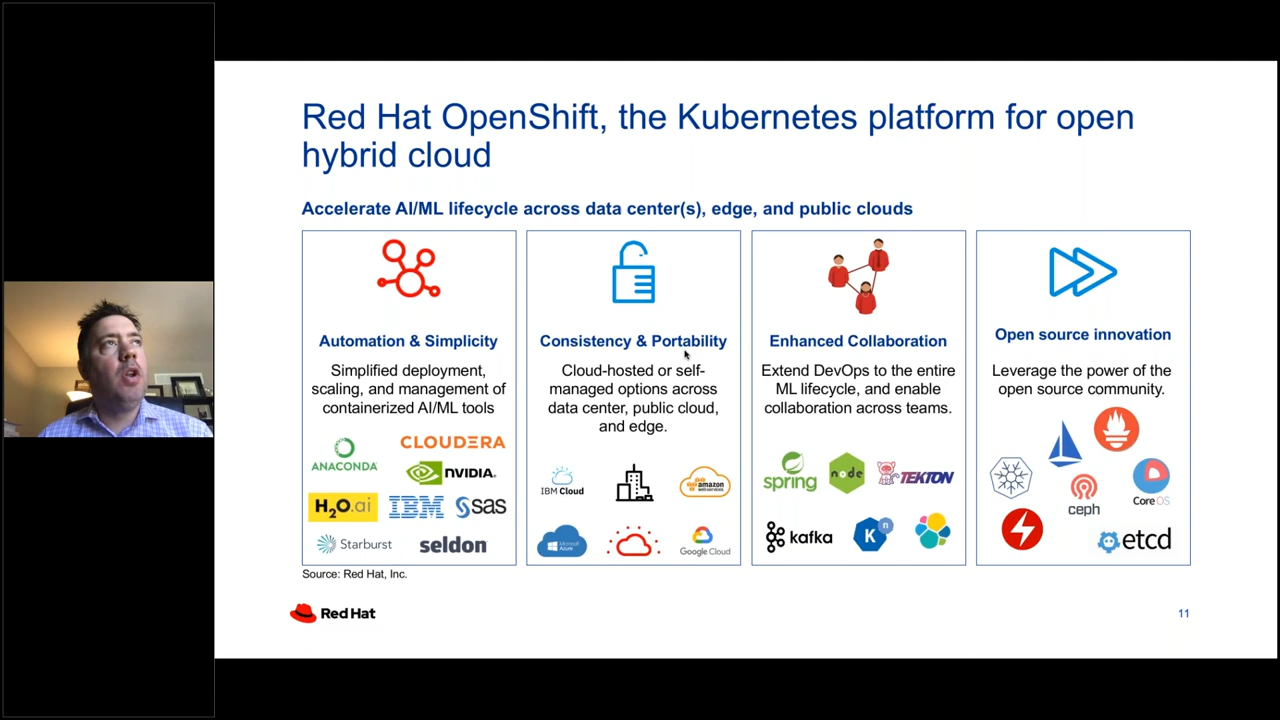 Red Hat OpenShift, the Kubernetes platform for open
hybrid cloud
Accelerate AI/ML lifecycle across data center(s), edge, and public clouds
Automation & Simplicity
Simplified deployment,
scaling, and management of
containerized AI/ML tools
ANACONDA
CLOUDERA
NVIDIA.
H2O.ai
IBM
sas
Starburst
seldon
Consistency & Portability
Cloud-hosted or self-
managed options across
data center, public cloud,
and edge.
IBM Cloud
amazon
webservices
Microsoft
Azure
Google Cloud
Enhanced Collaboration
Extend DevOps to the entire
ML lifecycle, and enable
collaboration across teams.
spring
node
TEKTON
kafka
K
n
Open source innovation
Leverage the power of the
open source community.
ceph
CoreOS
etcd
Source: Red Hat, Inc.
Red Hat
11